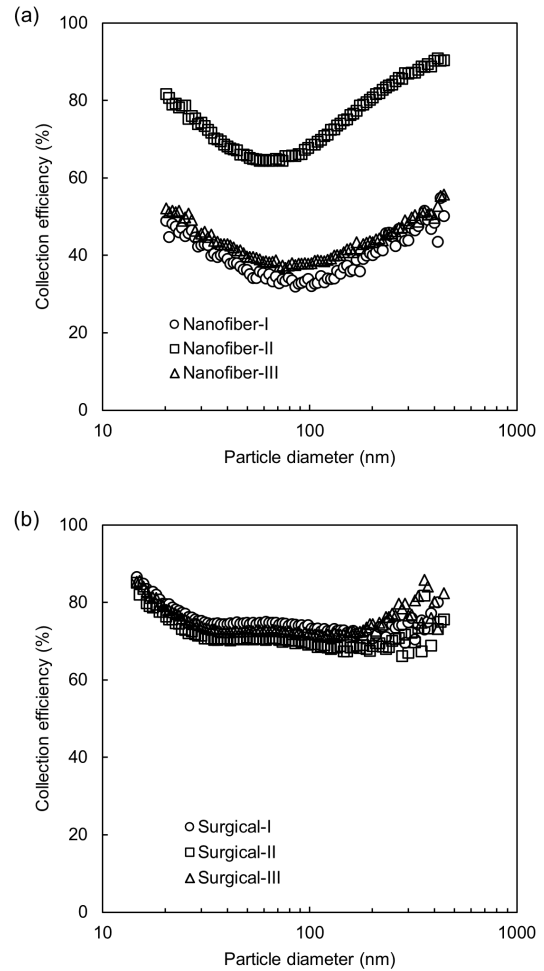 (a)
100
80
60
40
20
0
Collection efficiency (%)
Nanofiber-I
Nanofiber-II
Nanofiber-III
10 100 1000
Particle diameter (nm)
(b)
100
80
60
40
20
0
Collection efficiency (%)
Surgical-I
Surgical-II
Surgical-III
10 100 1000
Particle diameter (nm)